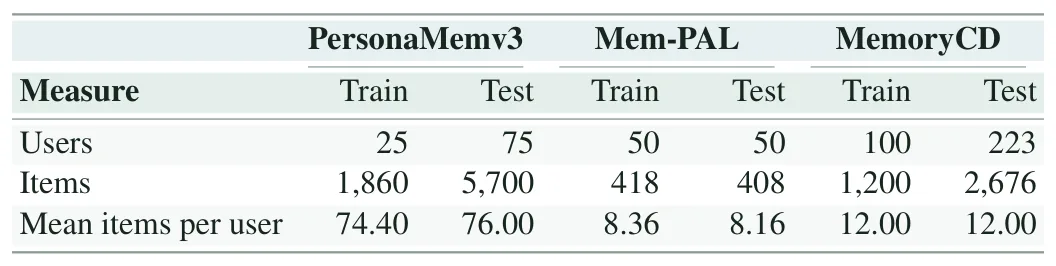 PersonaMemv3 Mem-PAL MemoryCD
Measure Train Test Train Test Train Test
Users 25 75 50 50 100 223
Items 1,860 5,700 418 408 1,200 2,676
Mean items per user 74.40 76.00 8.36 8.16 12.00 12.00